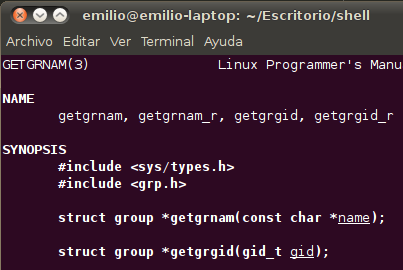 emilio@emilio-laptop: ~/Escritorio/shell
Archivo Editar Ver Terminal Ayuda
GETGRNAM(3) Linux Programmer's Manu
NAME
getgrnam, getgrnam_r, getgrgid, getgrgid_r
SYNOPSIS
#include <sys/types.h>
#include <grp.h>
struct group *getgrnam(const char *name);
struct group *getgrgid(gid_t gid);